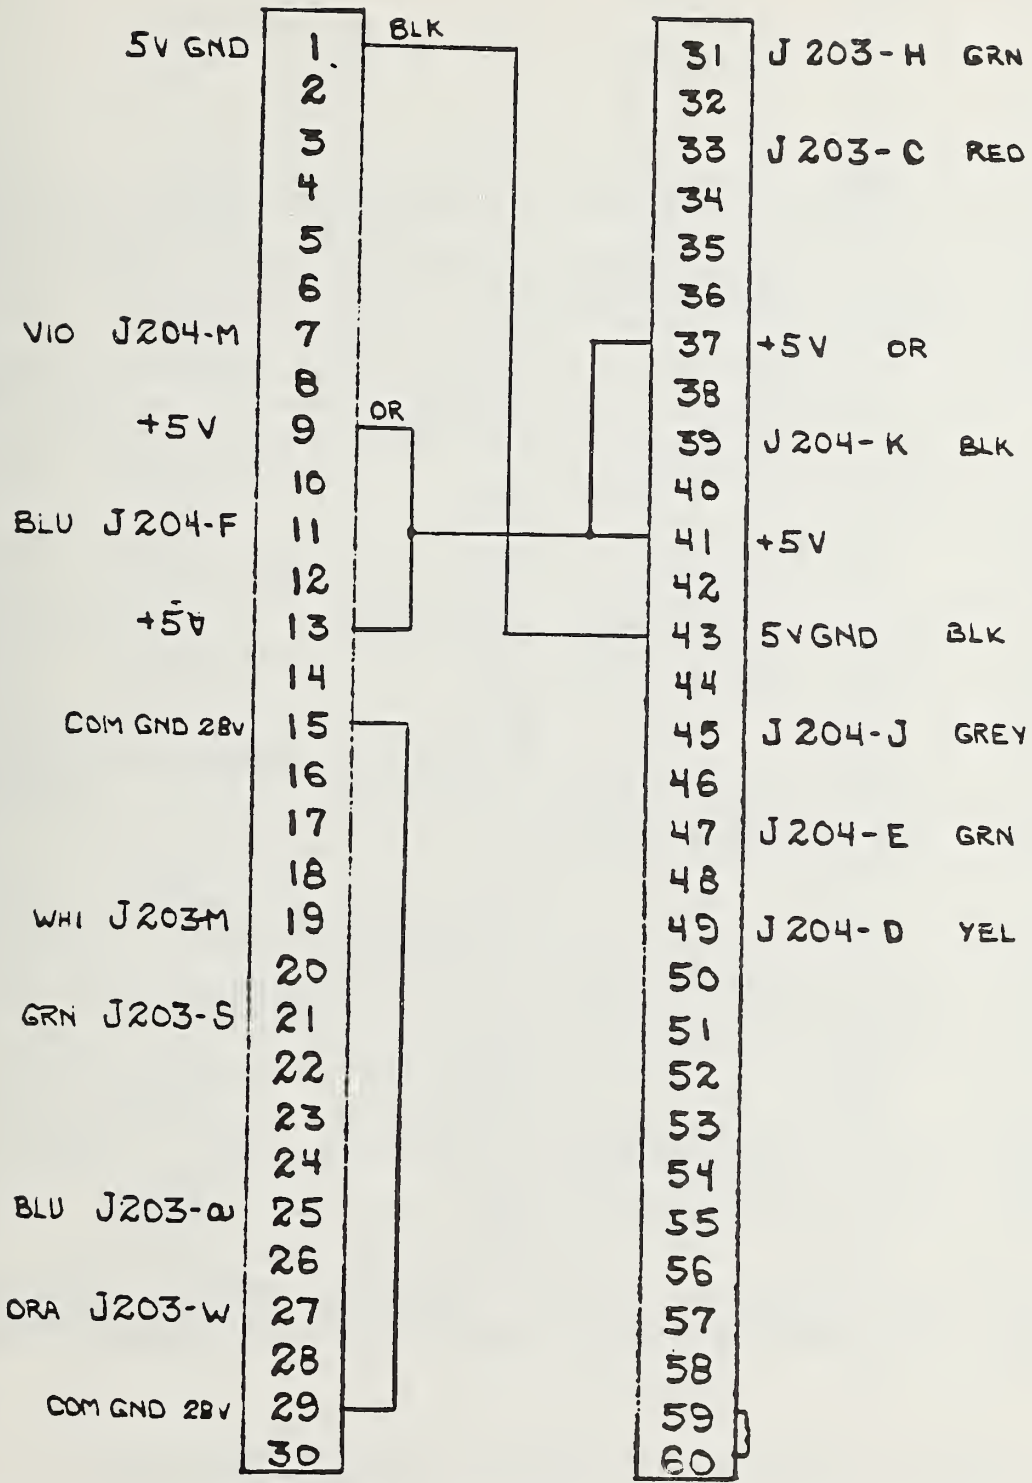 5V GND 1 BLK
2
3
4
5
6
VIO J204-M 7
8
+5V 9 OR
10
BLU J204-F 11
12
+5V 13
14
COM GND 28V 15
16
17
18
WHI J203-M 19
20
GRN J203-S 21
22
23
24
BLU J203-a 25
26
ORA J203-W 27
28
COM GND 28V 29
30
31 J203-H GRN
32
33 J203-C RED
34
35
36
37 +5V OR
38
39 J204-K BLK
40
41 +5V
42
43 5V GND BLK
44
45 J204-J GREY
46
47 J204-E GRN
48
49 J204-D YEL
50
51
52
53
54
55
56
57
58
59
60